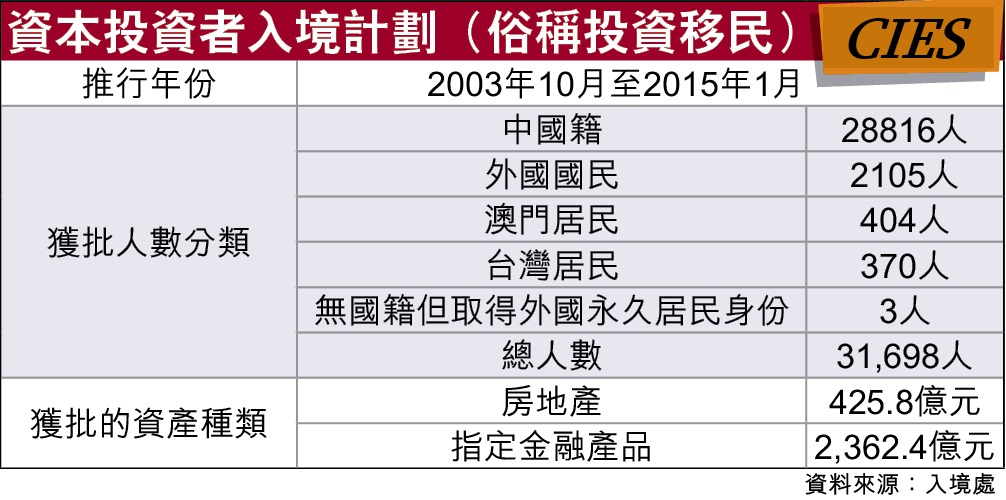 資本投資者入境計劃（俗稱投資移民）
CIES
推行年份
2003年10月至2015年1月
獲批人數分類
中國籍
28816人
外國國民
2105人
澳門居民
404人
台灣居民
370人
無國籍但取得外國永久居民身份
3人
總人數
31,698人
獲批的資產種類
房地產
425.8億元
指定金融產品
2,362.4億元
資料來源：入境處